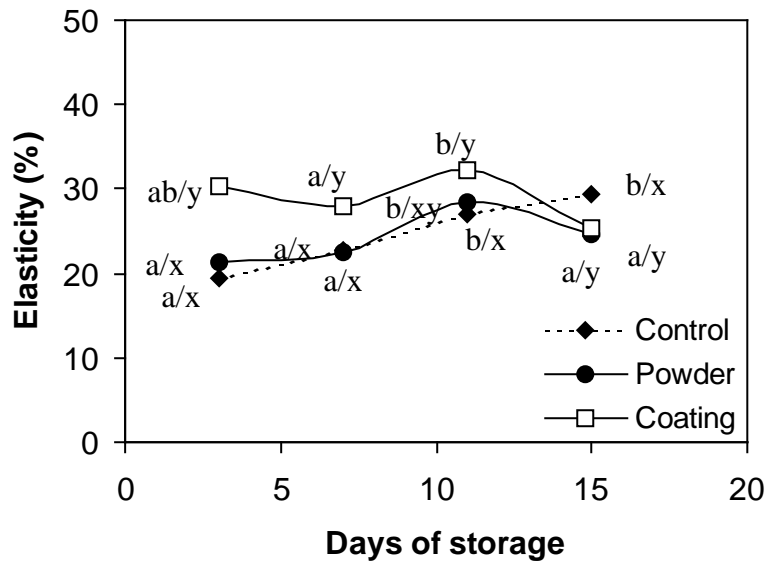 50
40
30
20
10
0
Elasticity (%)
b/y
a/y
ab/y
b/x
b/xy
a/x
a/x
b/x
a/y
a/x
a/y
a/x
Control
Powder
Coating
0 5 10 15 20
Days of storage